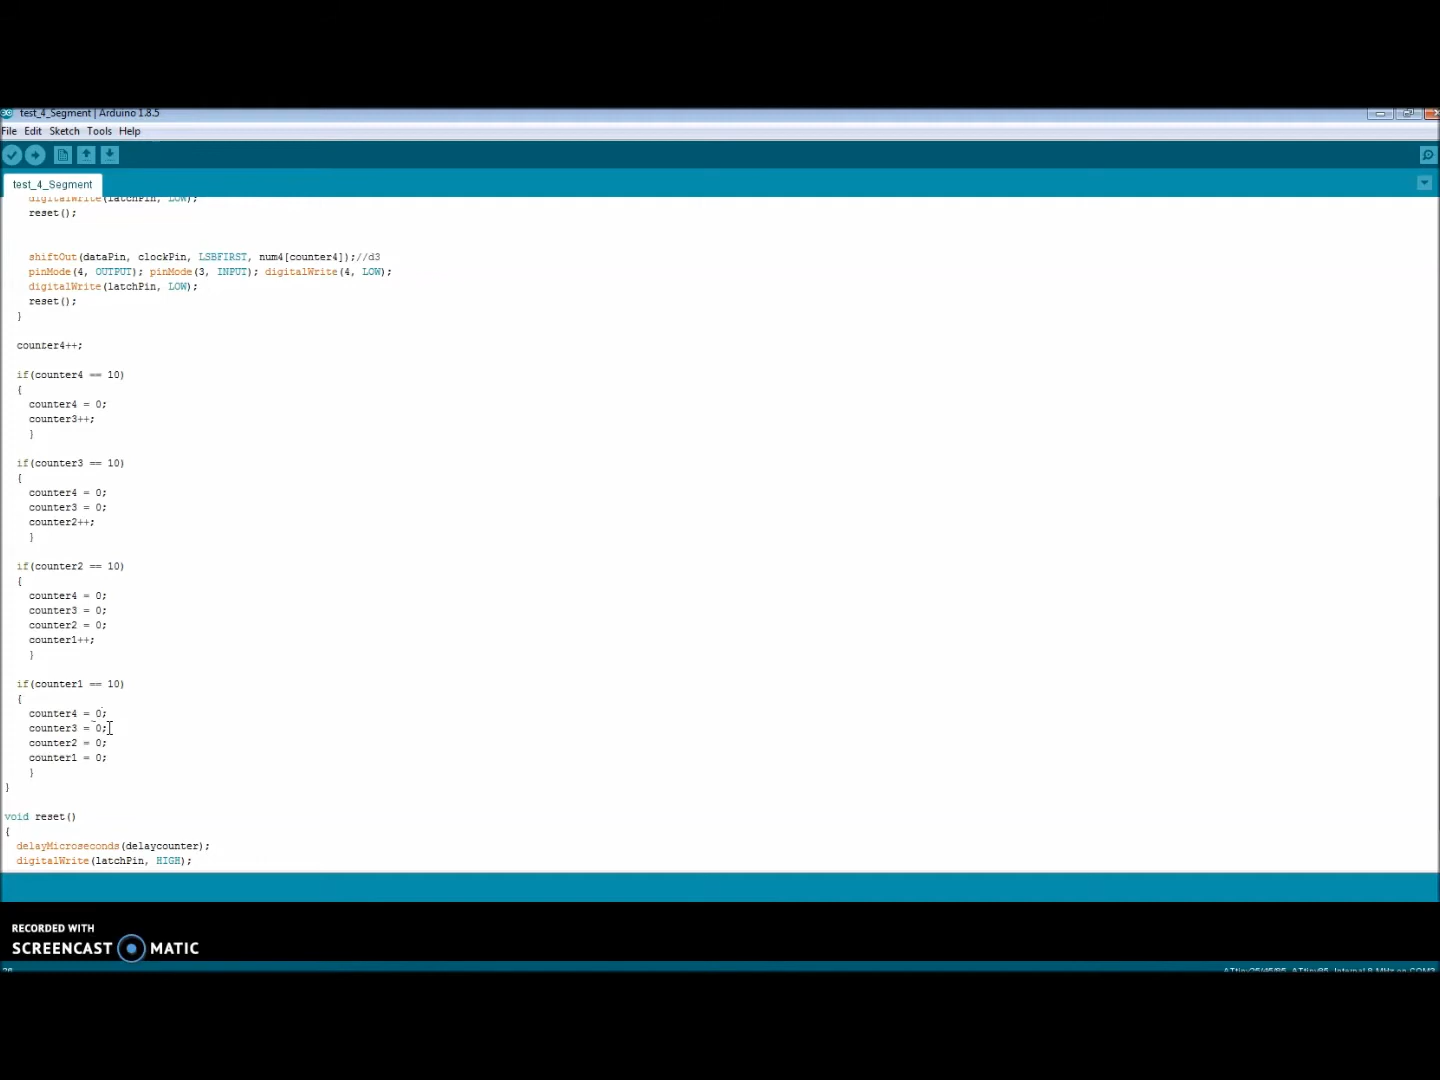 test_4_Segment | Arduino 1.8.5
File Edit Sketch Tools Help
test_4_Segment
digitalWrite(latchPin, LOW);
reset();
shiftOut(dataPin, clockPin, LSBFIRST, num4[counter4]);//d3
pinMode(4, OUTPUT); pinMode(3, INPUT); digitalWrite(4, LOW);
digitalWrite(latchPin, LOW);
reset();
}
counter4++;
if(counter4 == 10)
{
counter4 = 0;
counter3++;
}
if(counter3 == 10)
{
counter4 = 0;
counter3 = 0;
counter2++;
}
if(counter2 == 10)
{
counter4 = 0;
counter3 = 0;
counter2 = 0;
counter1++;
}
if(counter1 == 10)
{
counter4 = 0;
counter3 = 0;
counter2 = 0;
counter1 = 0;
}
}
void reset()
{
delayMicroseconds(delaycounter);
digitalWrite(latchPin, HIGH);
RECORDED WITH
SCREENCAST MATIC